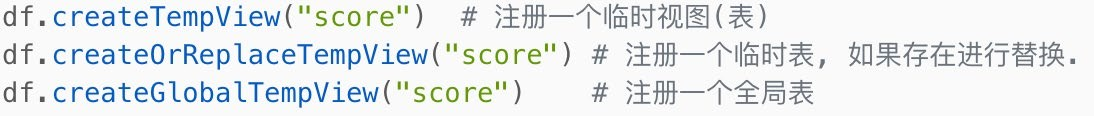 df.createTempView("score")  # 注册一个临时视图(表)
df.createOrReplaceTempView("score") # 注册一个临时表, 如果存在进行替换.
df.createGlobalTempView("score")    # 注册一个全局表